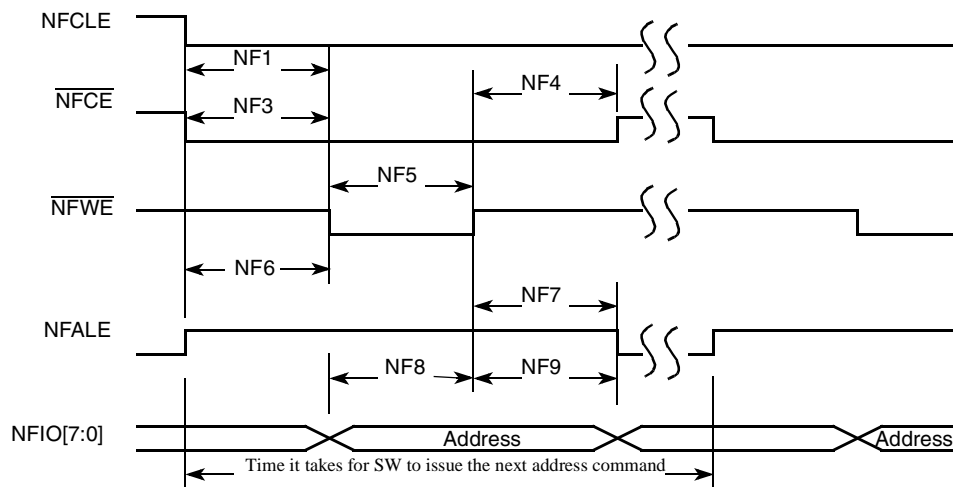 NFCLE
NF1
NFCE
NF3
NF4
NF5
NFWE
NF6
NF7
NFALE
NF8
NF9
NFIO[7:0]
Address
Address
Time it takes for SW to issue the next address command